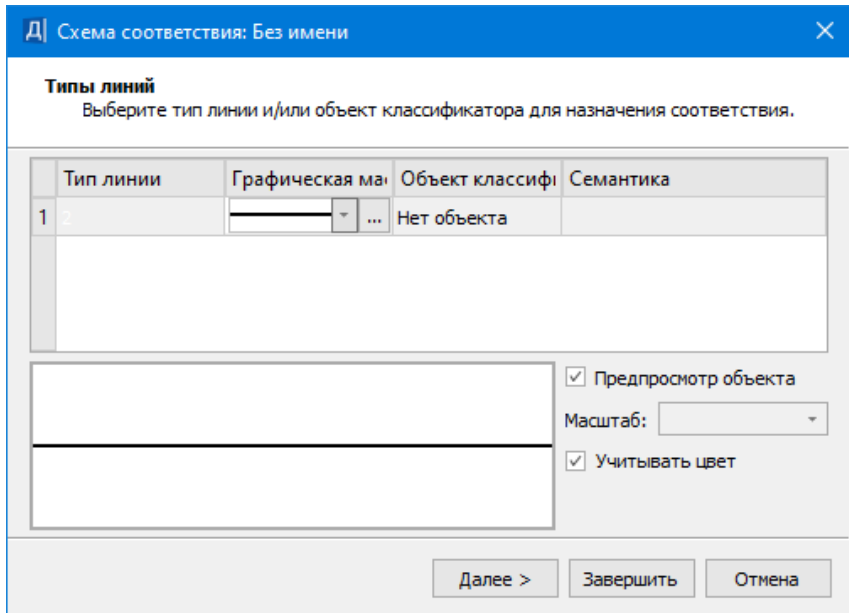 Д Схема соответствия: Без имени
Типы линий
Выберите тип линии и/или объект классификатора для назначения соответствия.
Тип линии Графическая ма Объект классифи Семантика
1 2 ... Нет объекта
Предпросмотр объекта
Масштаб:
Учитывать цвет
Далее > Завершить Отмена